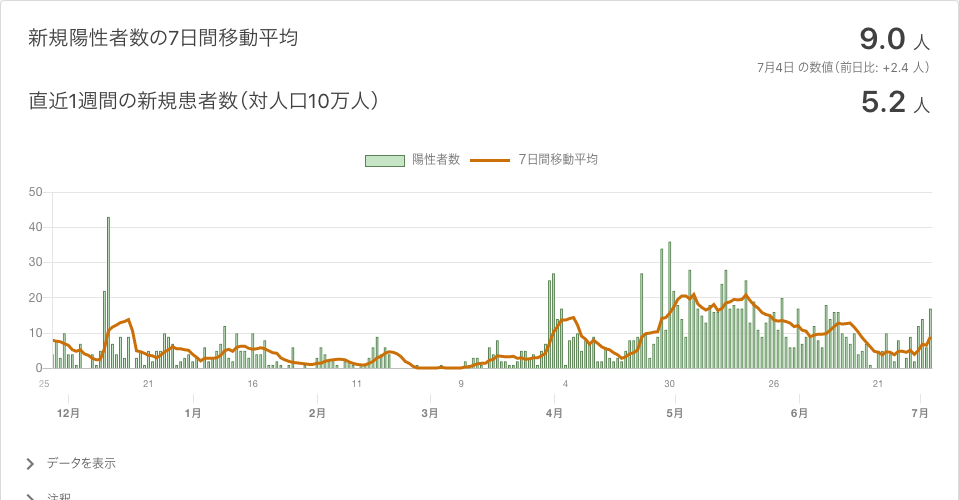 新規陽性者数の7日間移動平均
9.0 人
7月4日 の数値（前日比: +2.4 人）
直近1週間の新規患者数（対人口10万人）
5.2 人
陽性者数 7日間移動平均
50
40
30
20
10
0
25 21 16 11 9 4 30 26 21
12月 1月 2月 3月 4月 5月 6月 7月
データを表示
注釈